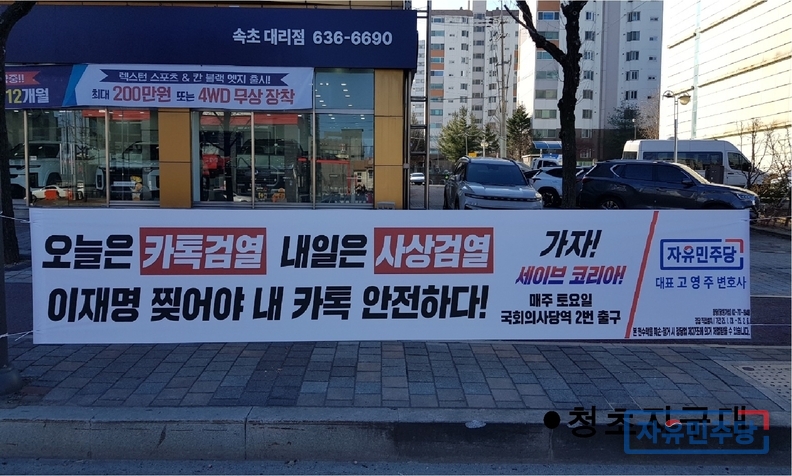 속초 대리점 636-6690
렉스턴 스포츠 & 칸 블랙 엣지 출시!
12개월
최대 200만원 또는 4WD 무상 장착
오늘은 카톡검열 내일은 사상검열
이재명 찢어야 내 카톡 안전하다!
가자!
세이브 코리아!
매주 토요일
국회의사당역 2번 출구
자유민주당
대표 고 영 주 변호사
자유민주당